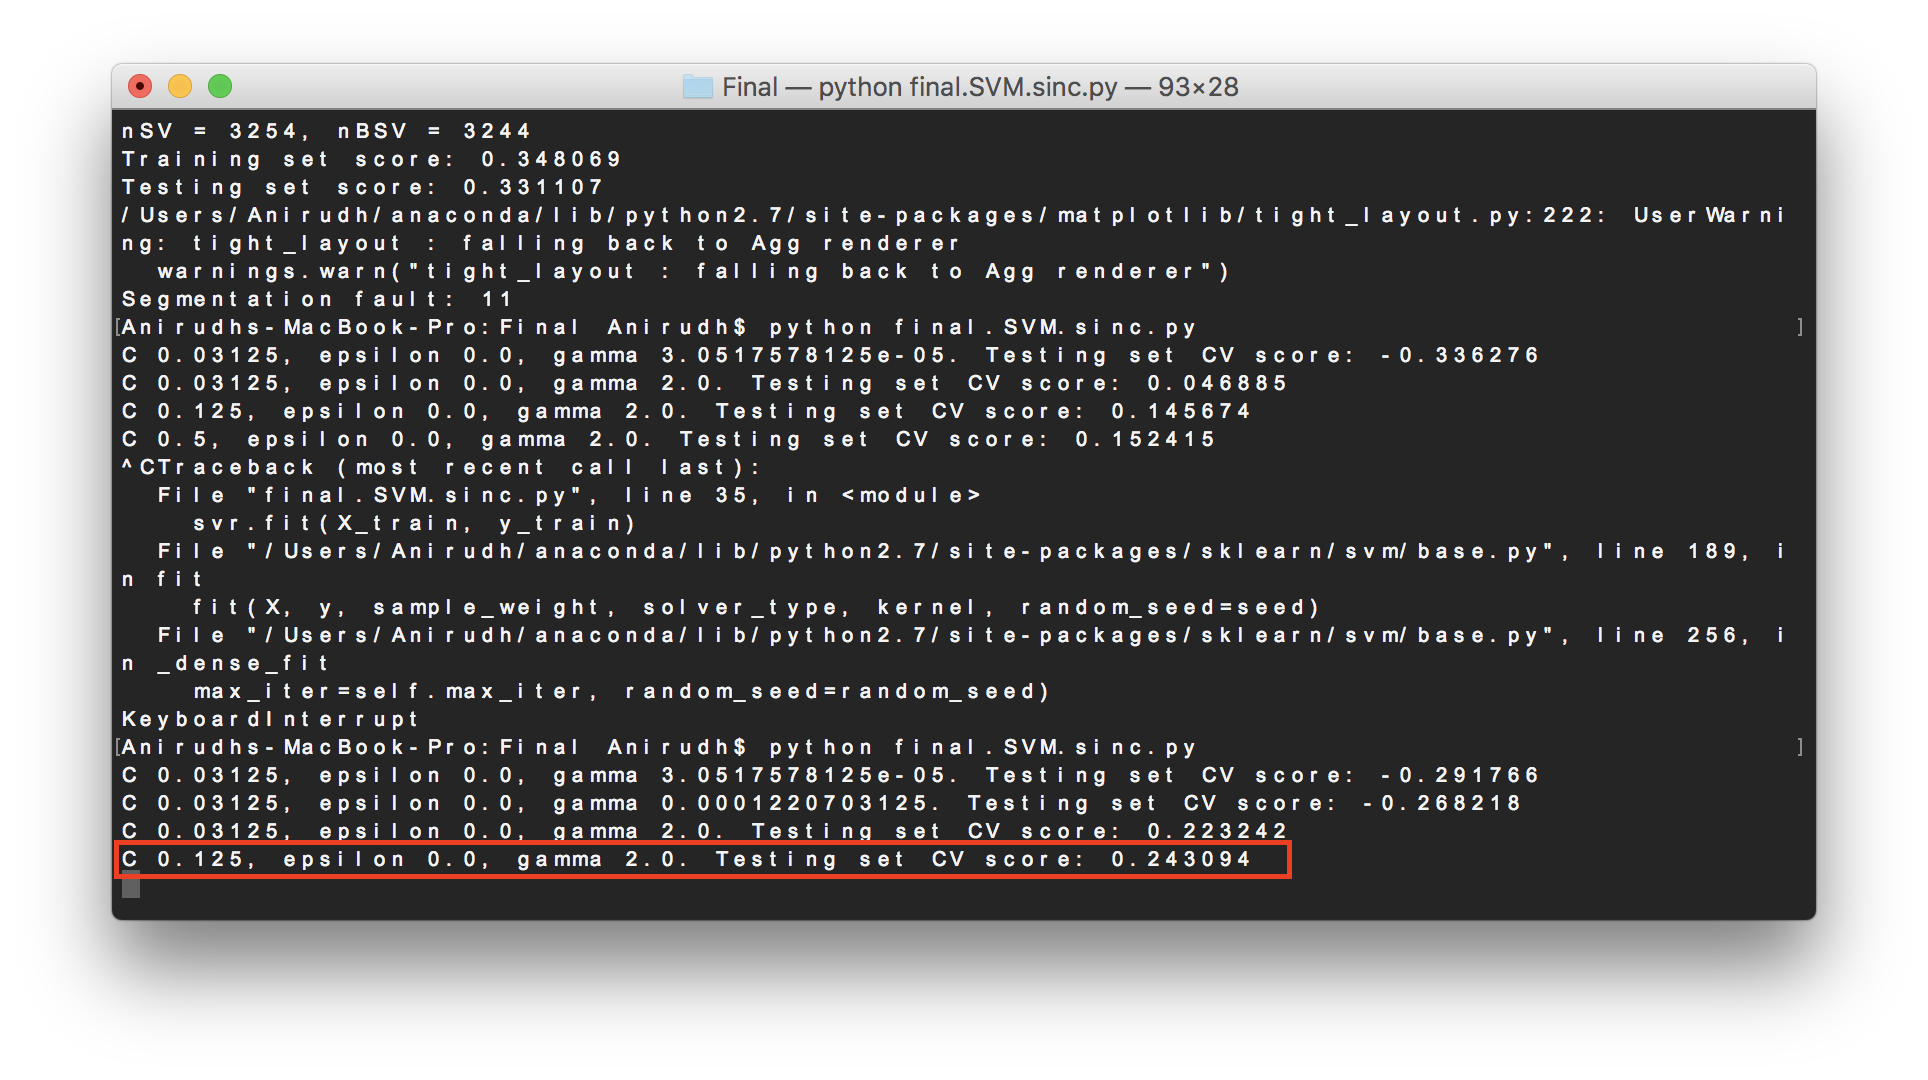 Final — python final.SVM.sinc.py — 93×28
nSV = 3254, nBSV = 3244
Training set score: 0.348069
Testing set score: 0.331107
/Users/Anirudh/anaconda/lib/python2.7/site-packages/matplotlib/tight_layout.py:222: UserWarni
ng: tight_layout : falling back to Agg renderer
  warnings.warn("tight_layout : falling back to Agg renderer")
Segmentation fault: 11
[Anirudhs-MacBook-Pro:Final Anirudh$ python final.SVM.sinc.py ]
C 0.03125, epsilon 0.0, gamma 3.0517578125e-05. Testing set CV score: -0.336276
C 0.03125, epsilon 0.0, gamma 2.0. Testing set CV score: 0.046885
C 0.125, epsilon 0.0, gamma 2.0. Testing set CV score: 0.145674
C 0.5, epsilon 0.0, gamma 2.0. Testing set CV score: 0.152415
^CTraceback (most recent call last):
  File "final.SVM.sinc.py", line 35, in <module>
    svr.fit(X_train, y_train)
  File "/Users/Anirudh/anaconda/lib/python2.7/site-packages/sklearn/svm/base.py", line 189, i
n fit
    fit(X, y, sample_weight, solver_type, kernel, random_seed=seed)
  File "/Users/Anirudh/anaconda/lib/python2.7/site-packages/sklearn/svm/base.py", line 256, i
n _dense_fit
    max_iter=self.max_iter, random_seed=random_seed)
KeyboardInterrupt
[Anirudhs-MacBook-Pro:Final Anirudh$ python final.SVM.sinc.py ]
C 0.03125, epsilon 0.0, gamma 3.0517578125e-05. Testing set CV score: -0.291766
C 0.03125, epsilon 0.0, gamma 0.0001220703125. Testing set CV score: -0.268218
C 0.03125, epsilon 0.0, gamma 2.0. Testing set CV score: 0.223242
C 0.125, epsilon 0.0, gamma 2.0. Testing set CV score: 0.243094